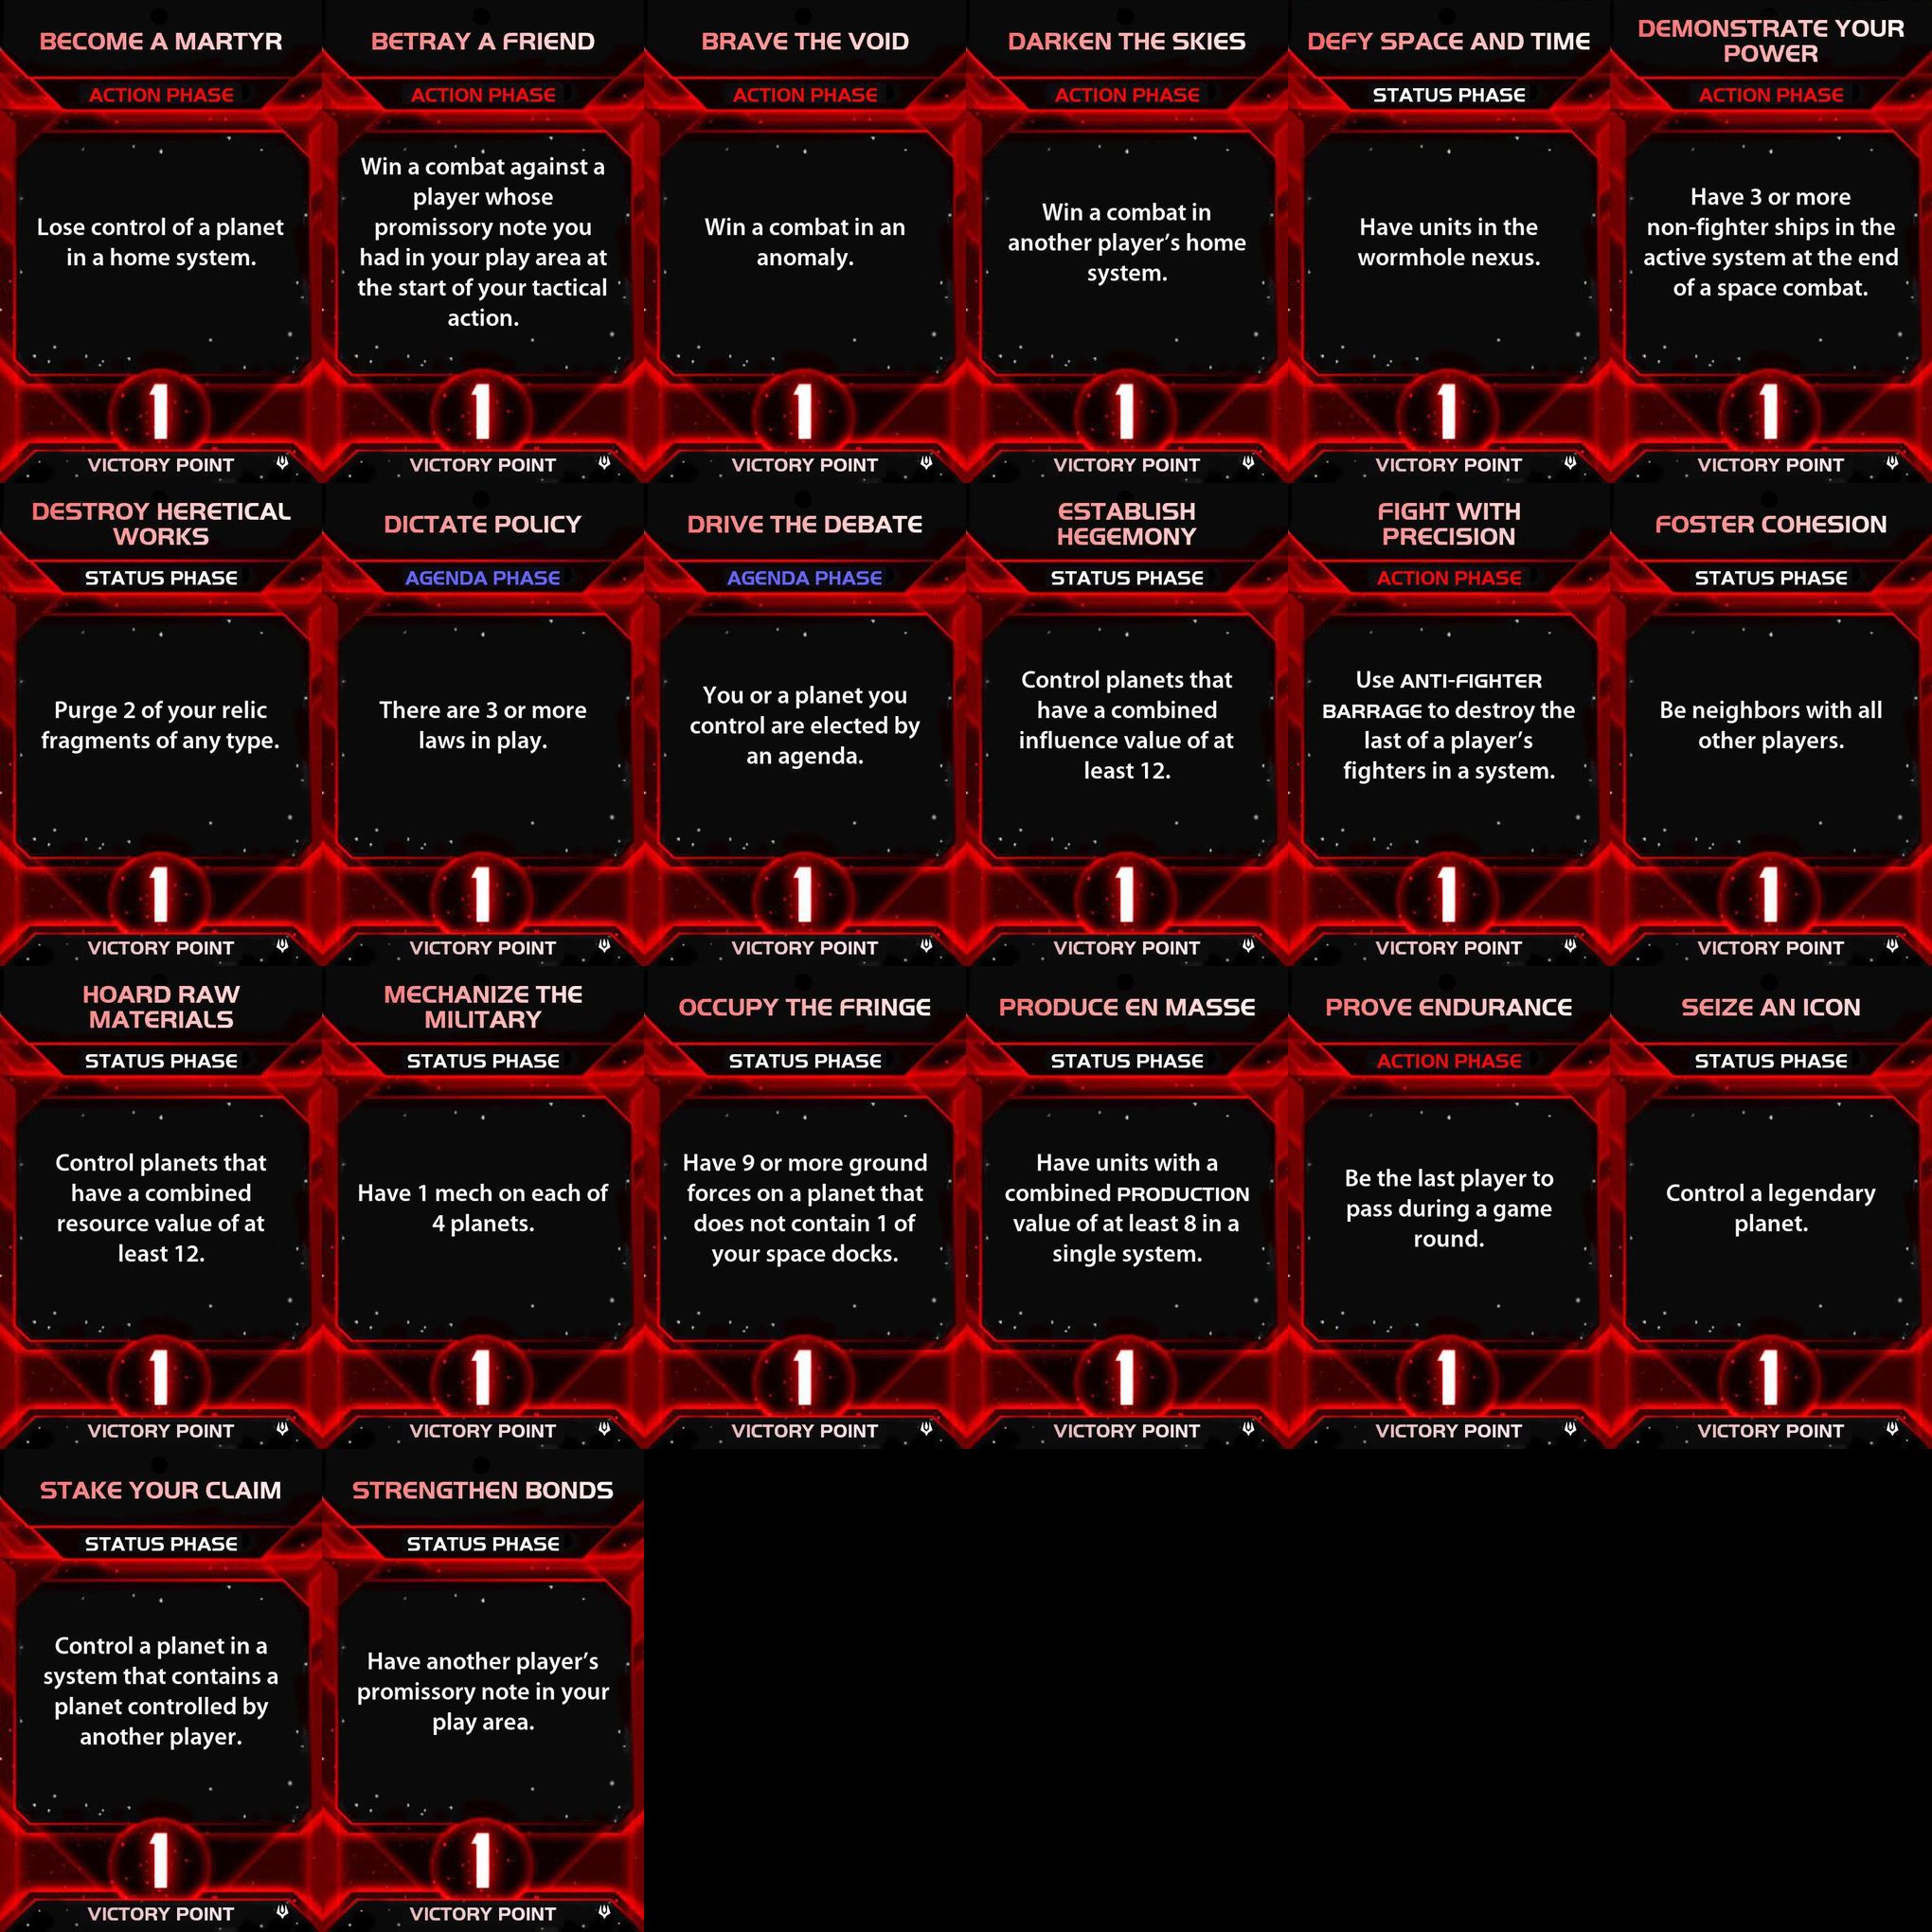 BECOME A MARTYR
ACTION PHASE
Lose control of a planet
in a home system.
1
VICTORY POINT
BETRAY A FRIEND
ACTION PHASE
Win a combat against a
player whose
promissory note you
had in your play area at
the start of your tactical
action.
1
VICTORY POINT
BRAVE THE VOID
ACTION PHASE
Win a combat in an
anomaly.
1
VICTORY POINT
DARKEN THE SKIES
ACTION PHASE
Win a combat in
another player’s home
system.
1
VICTORY POINT
DEFY SPACE AND TIME
STATUS PHASE
Have units in the
wormhole nexus.
1
VICTORY POINT
DEMONSTRATE YOUR
POWER
ACTION PHASE
Have 3 or more
non-fighter ships in the
active system at the end
of a space combat.
1
VICTORY POINT
DESTROY HERETICAL
WORKS
STATUS PHASE
Purge 2 of your relic
fragments of any type.
1
VICTORY POINT
DICTATE POLICY
AGENDA PHASE
There are 3 or more
laws in play.
1
VICTORY POINT
DRIVE THE DEBATE
AGENDA PHASE
You or a planet you
control are elected by
an agenda.
1
VICTORY POINT
ESTABLISH
HEGEMONY
STATUS PHASE
Control planets that
have a combined
influence value of at
least 12.
1
VICTORY POINT
FIGHT WITH
PRECISION
ACTION PHASE
Use ANTI-FIGHTER
BARRAGE to destroy the
last of a player’s
fighters in a system.
1
VICTORY POINT
FOSTER COHESION
STATUS PHASE
Be neighbors with all
other players.
1
VICTORY POINT
HOARD RAW
MATERIALS
STATUS PHASE
Control planets that
have a combined
resource value of at
least 12.
1
VICTORY POINT
MECHANIZE THE
MILITARY
STATUS PHASE
Have 1 mech on each of
4 planets.
1
VICTORY POINT
OCCUPY THE FRINGE
STATUS PHASE
Have 9 or more ground
forces on a planet that
does not contain 1 of
your space docks.
1
VICTORY POINT
PRODUCE EN MASSE
STATUS PHASE
Have units with a
combined PRODUCTION
value of at least 8 in a
single system.
1
VICTORY POINT
PROVE ENDURANCE
ACTION PHASE
Be the last player to
pass during a game
round.
1
VICTORY POINT
SEIZE AN ICON
STATUS PHASE
Control a legendary
planet.
1
VICTORY POINT
STAKE YOUR CLAIM
STATUS PHASE
Control a planet in a
system that contains a
planet controlled by
another player.
1
VICTORY POINT
STRENGTHEN BONDS
STATUS PHASE
Have another player’s
promissory note in your
play area.
1
VICTORY POINT